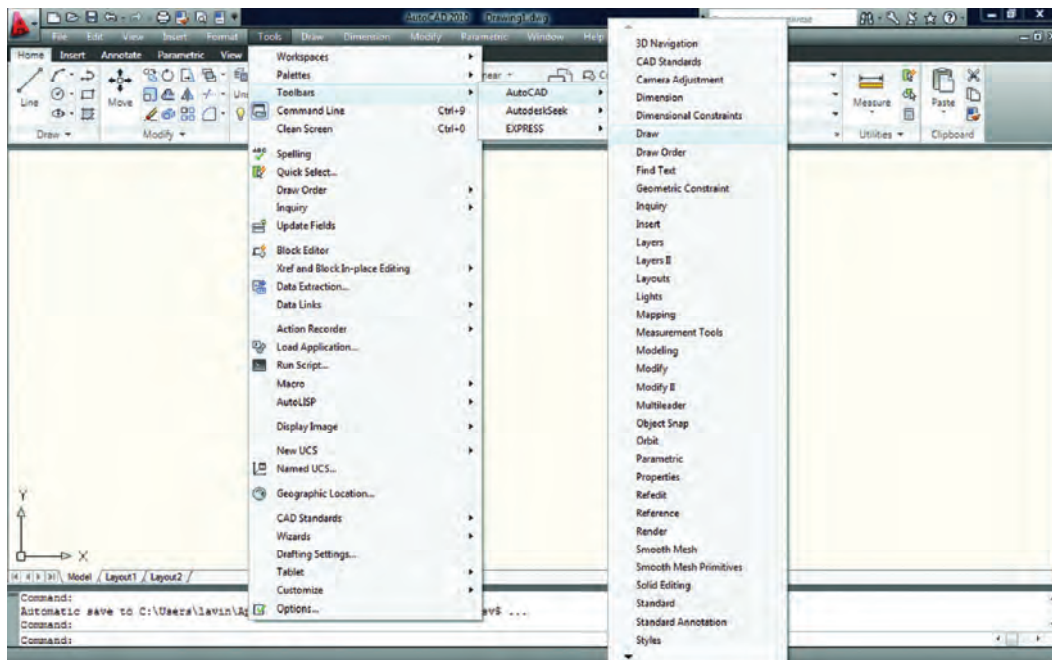 AutoCAD 2010 Drawing1.dwg
File Edit View Insert Format Tools Draw Dimension Modify Parametric Window Help
Home Insert Annotate Parametric View
Line
Move
Draw
Modify
Measure
Paste
Utilities
Clipboard
Workspaces
Palettes
Toolbars
Command Line Ctrl+9
Clean Screen Ctrl+0
Spelling
Quick Select...
Draw Order
Inquiry
Update Fields
Block Editor
Xref and Block In-place Editing
Data Extraction...
Data Links
Action Recorder
Load Application...
Run Script...
Macro
AutoLISP
Display Image
New UCS
Named UCS...
Geographic Location...
CAD Standards
Wizards
Drafting Settings...
Tablet
Customize
Options...
AutoCAD
AutodeskSeek
EXPRESS
3D Navigation
CAD Standards
Camera Adjustment
Dimension
Dimensional Constraints
Draw
Draw Order
Find Text
Geometric Constraint
Inquiry
Insert
Layers
Layers II
Layouts
Lights
Mapping
Measurement Tools
Modeling
Modify
Modify II
Multileader
Object Snap
Orbit
Parametric
Properties
Refedit
Reference
Render
Smooth Mesh
Smooth Mesh Primitives
Solid Editing
Standard
Standard Annotation
Styles
Y
X
Model Layout1 Layout2
Command:
Automatic save to C:\Users\lavin\A
Command:
Command: